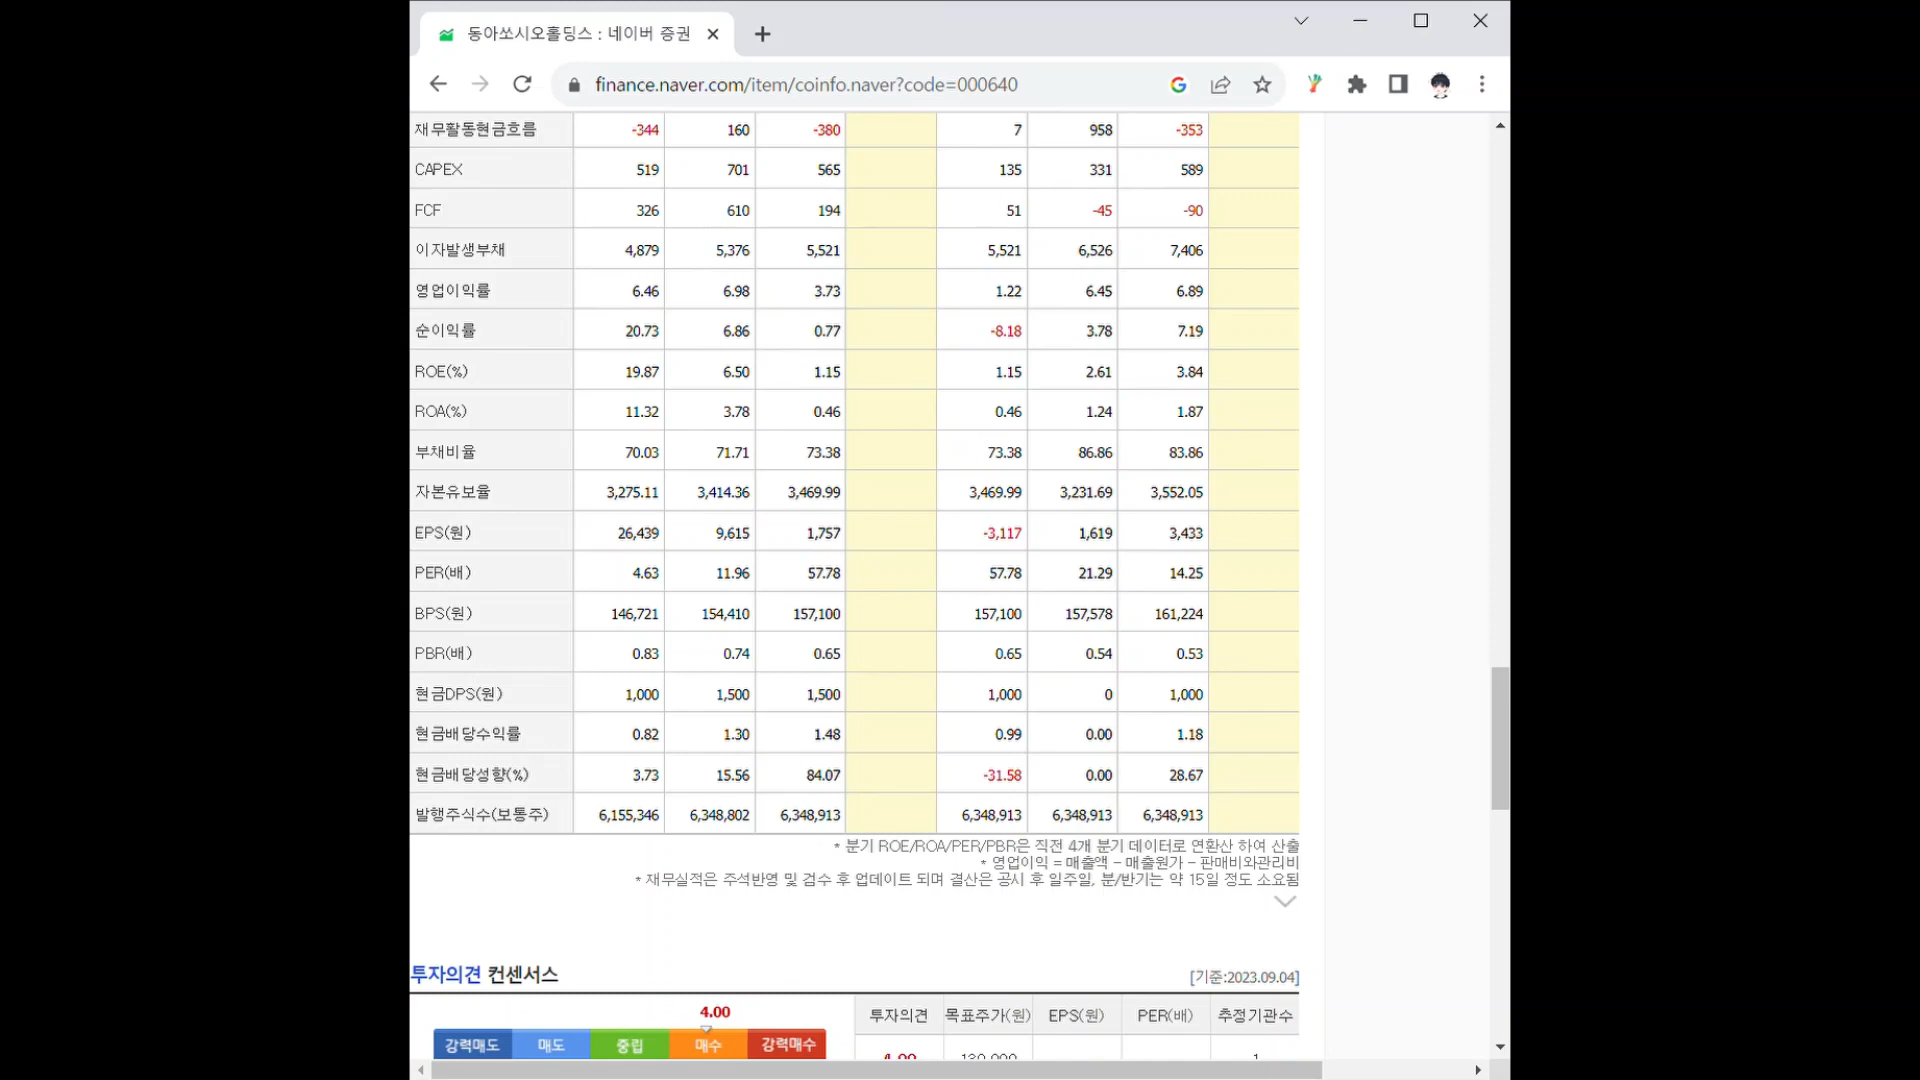 동아쏘시오홀딩스 : 네이버 증권
finance.naver.com/item/coinfo.naver?code=000640
재무활동현금흐름 -344 160 -380 7 958 -353
CAPEX 519 701 565 135 331 589
FCF 326 610 194 51 -45 -90
이자발생부채 4,879 5,376 5,521 5,521 6,526 7,406
영업이익률 6.46 6.98 3.73 1.22 6.45 6.89
순이익률 20.73 6.86 0.77 -8.18 3.78 7.19
ROE(%) 19.87 6.50 1.15 1.15 2.61 3.84
ROA(%) 11.32 3.78 0.46 0.46 1.24 1.87
부채비율 70.03 71.71 73.38 73.38 86.86 83.86
자본유보율 3,275.11 3,414.36 3,469.99 3,469.99 3,231.69 3,552.05
EPS(원) 26,439 9,615 1,757 -3,117 1,619 3,433
PER(배) 4.63 11.96 57.78 57.78 21.29 14.25
BPS(원) 146,721 154,410 157,100 157,100 157,578 161,224
PBR(배) 0.83 0.74 0.65 0.65 0.54 0.53
현금DPS(원) 1,000 1,500 1,500 1,000 0 1,000
현금배당수익률 0.82 1.30 1.48 0.99 0.00 1.18
현금배당성향(%) 3.73 15.56 84.07 -31.58 0.00 28.67
발행주식수(보통주) 6,155,346 6,348,802 6,348,913 6,348,913 6,348,913 6,348,913
* 분기 ROE/ROA/PER/PBR은 직전 4개 분기 데이터로 연환산 하여 산출
* 영업이익 = 매출액 - 매출원가 - 판매비와관리비
* 재무실적은 주석반영 및 검수 후 업데이트 되며 결산은 공시 후 일주일, 분/반기는 약 15일 정도 소요됨
투자의견 컨센서스 [기준:2023.09.04]
4.00
강력매도 매도 중립 매수 강력매수
투자의견 목표주가(원) EPS(원) PER(배) 추정기관수
4.00 130,000 1